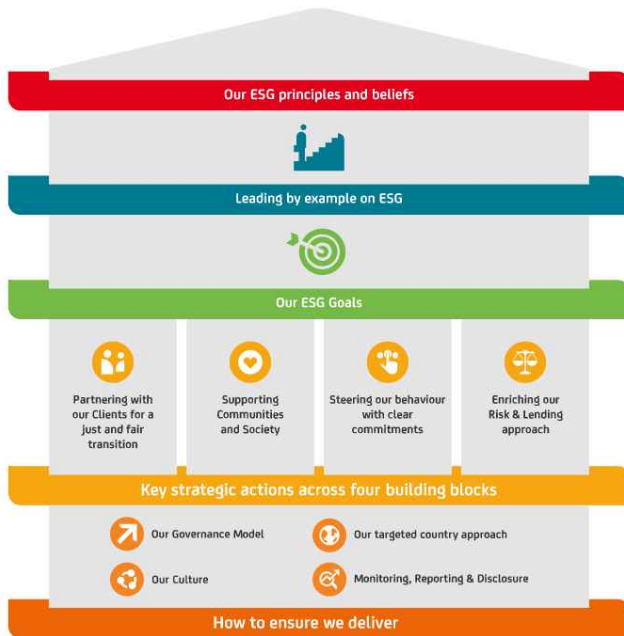 Our ESG principles and beliefs
Leading by example on ESG
Our ESG Goals
Partnering with
our Clients for a
just and fair
transition
Supporting
Communities
and Society
Steering our behaviour
with clear
commitments
Enriching our
Risk & Lending
approach
Key strategic actions across four building blocks
Our Governance Model
Our targeted country approach
Our Culture
Monitoring, Reporting & Disclosure
How to ensure we deliver